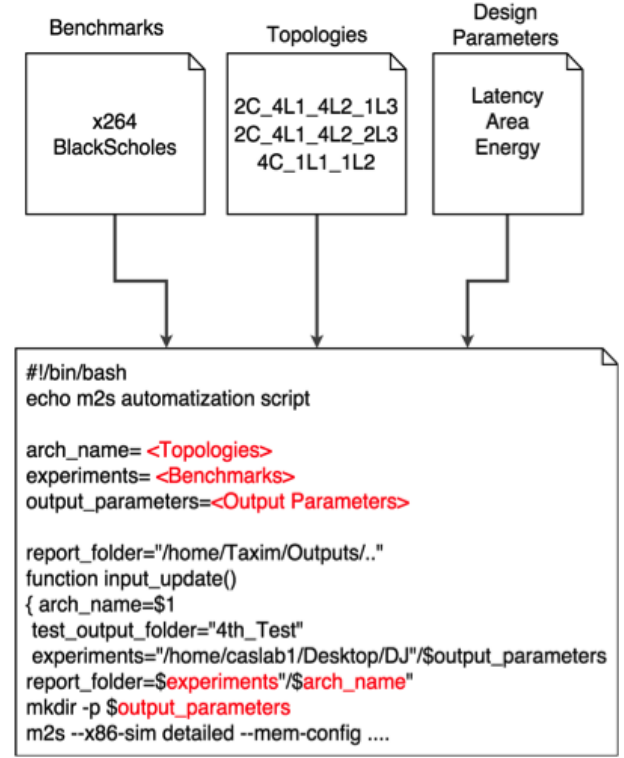 Benchmarks
Topologies
Design
Parameters
x264
BlackScholes
2C_4L1_4L2_1L3
2C_4L1_4L2_2L3
4C_1L1_1L2
Latency
Area
Energy
#!/bin/bash
echo m2s automatization script
arch_name= <Topologies>
experiments= <Benchmarks>
output_parameters=<Output Parameters>
report_folder="/home/Taxim/Outputs/.."
function input_update()
{ arch_name=$1
test_output_folder="4th_Test"
experiments="/home/caslab1/Desktop/DJ"/$output_parameters
report_folder=$experiments"/$arch_name"
mkdir -p $output_parameters
m2s --x86-sim detailed --mem-config ....